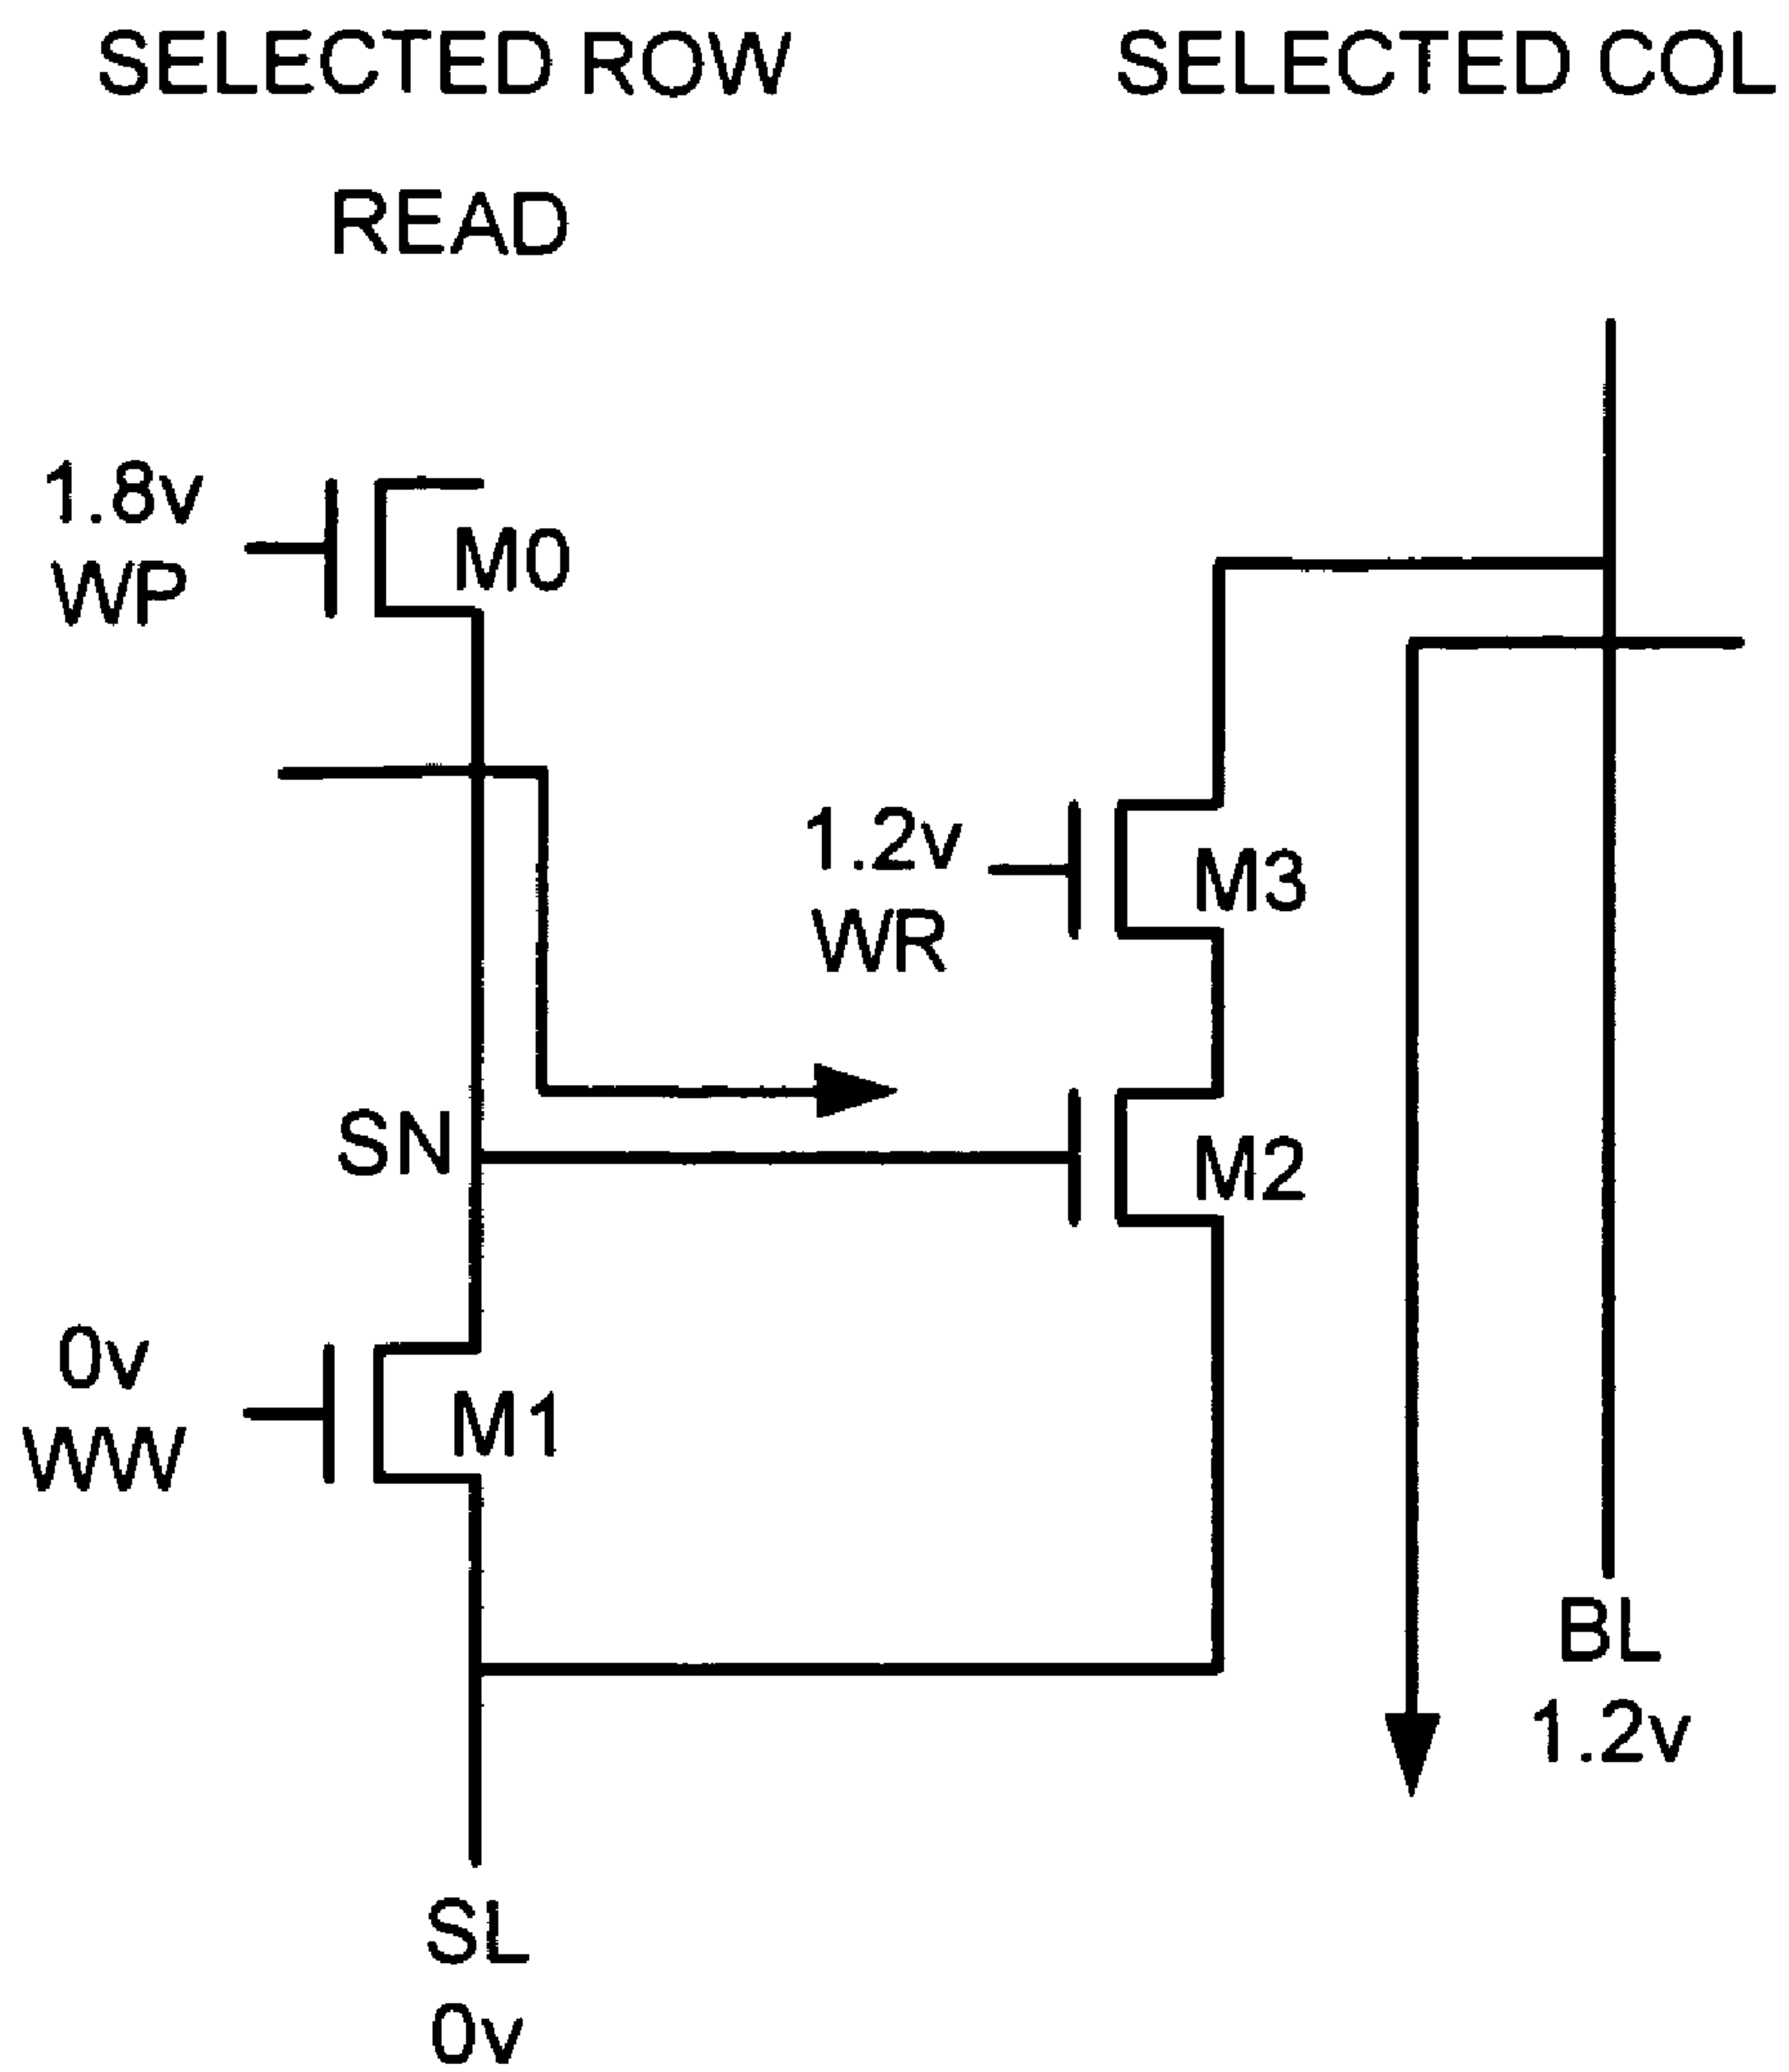 SELECTED ROW
SELECTED COL
READ
1.8v
WP
M0
1.2v
WR
M3
SN
M2
0v
WW
M1
BL
1.2v
SL
0v